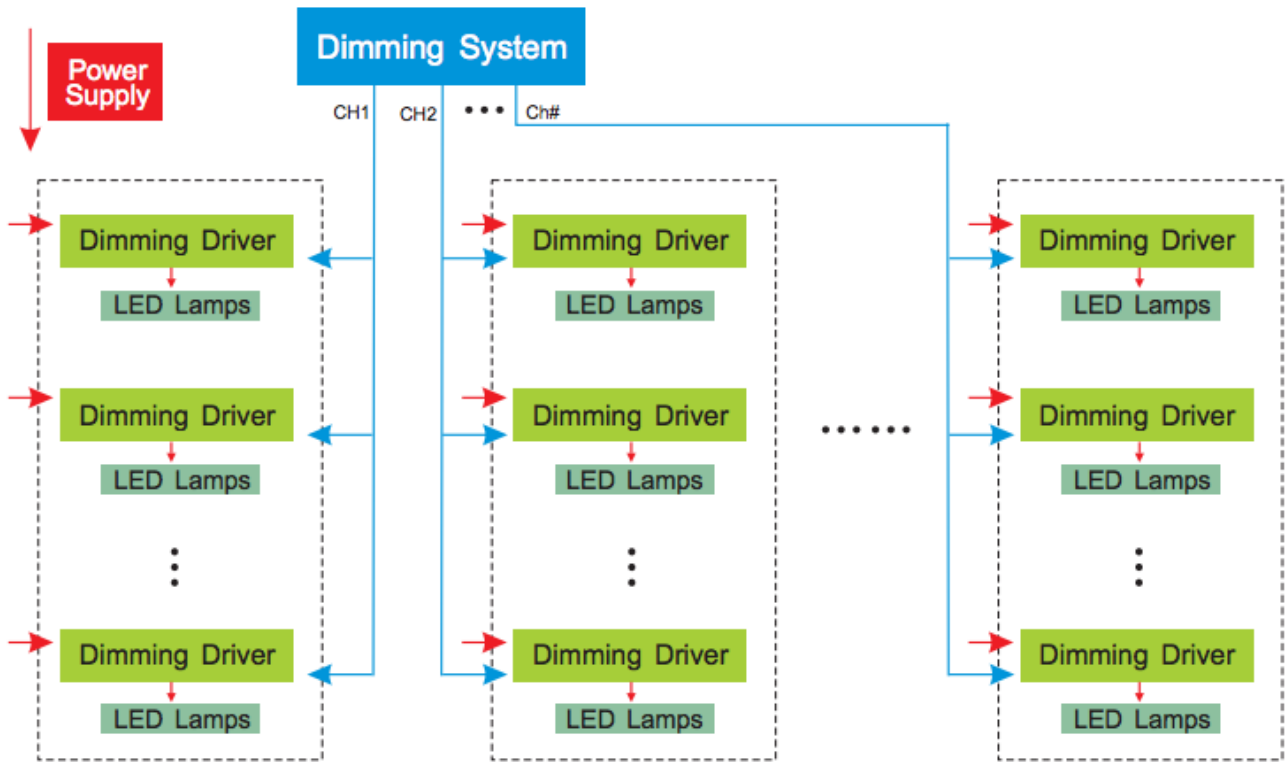 Dimming System
Power
Supply
CH1 CH2 ••• Ch#
Dimming Driver
LED Lamps
Dimming Driver
LED Lamps
Dimming Driver
LED Lamps
Dimming Driver
LED Lamps
Dimming Driver
LED Lamps
Dimming Driver
LED Lamps
Dimming Driver
LED Lamps
Dimming Driver
LED Lamps
Dimming Driver
LED Lamps